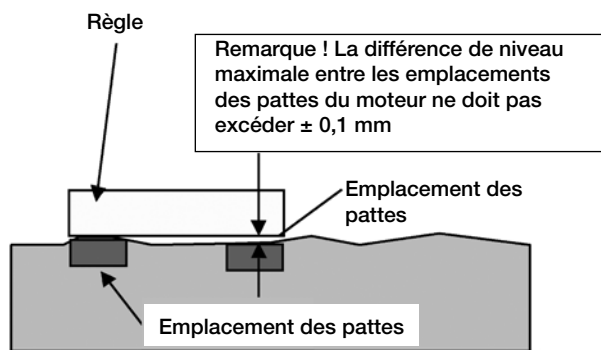 Règle
Remarque ! La différence de niveau
maximale entre les emplacements
des pattes du moteur ne doit pas
excéder ± 0,1 mm
Emplacement des
pattes
Emplacement des pattes